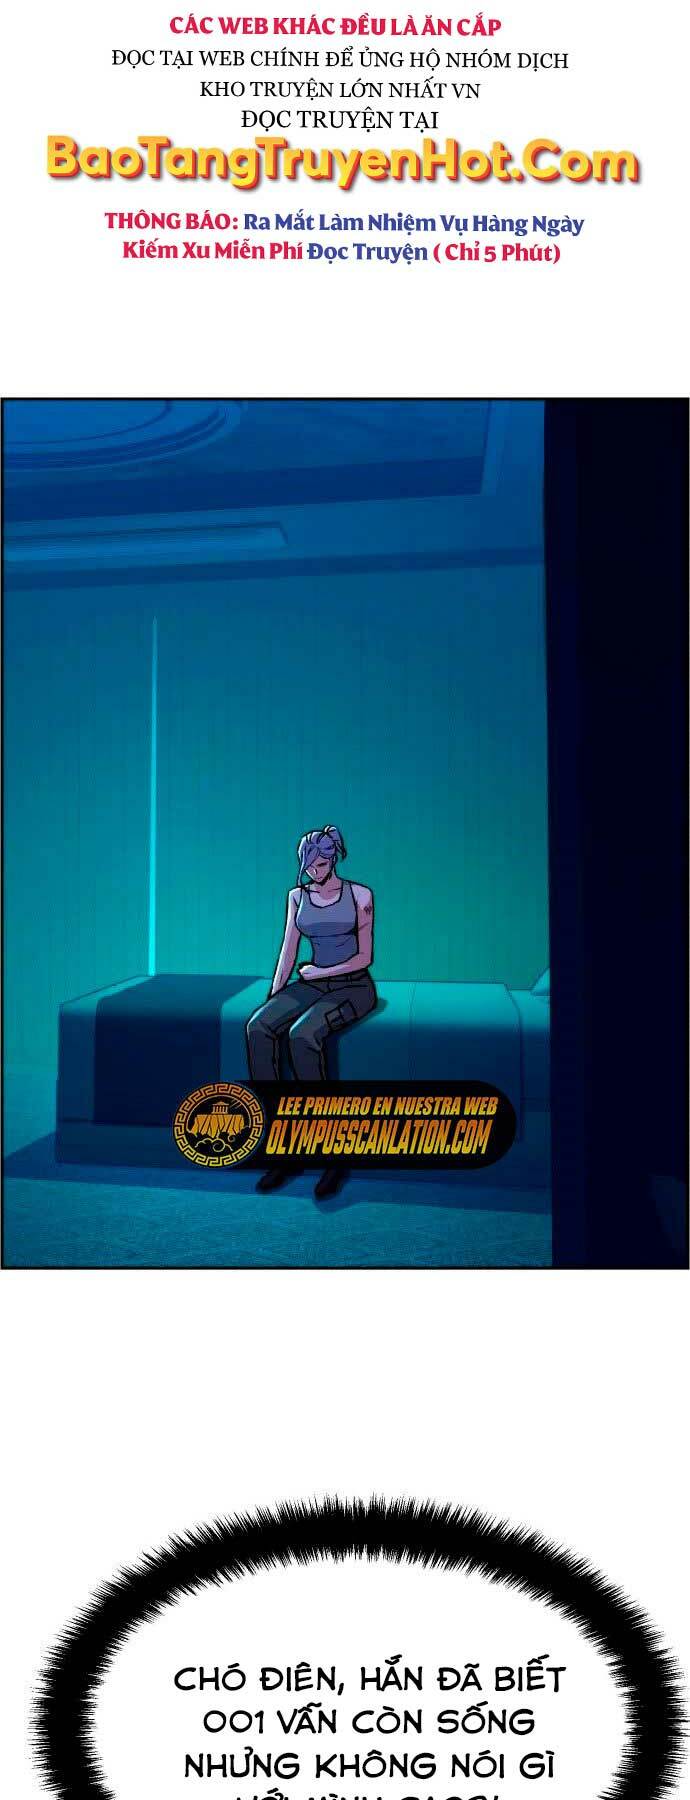 CÁC WEB KHÁC ĐỀU LÀ ĂN CẮP
ĐỌC TẠI WEB CHÍNH ĐỂ ỦNG HỘ NHÓM DỊCH
KHO TRUYỆN LỚN NHẤT VN
ĐỌC TRUYỆN TẠI
BaoTangTruyenHot.Com
THÔNG BÁO: Ra Mắt Làm Nhiệm Vụ Hàng Ngày
Kiếm Xu Miễn Phí Đọc Truyện ( Chỉ 5 Phút)
LEE PRIMERO EN NUESTRA WEB
OLYMPUSSCANLATION.COM
CHÓ ĐIÊN, HẮN ĐÃ BIẾT
001 VẪN CÒN SỐNG
NHƯNG KHÔNG NÓI GÌ
VỚI MÌNH SAO?!